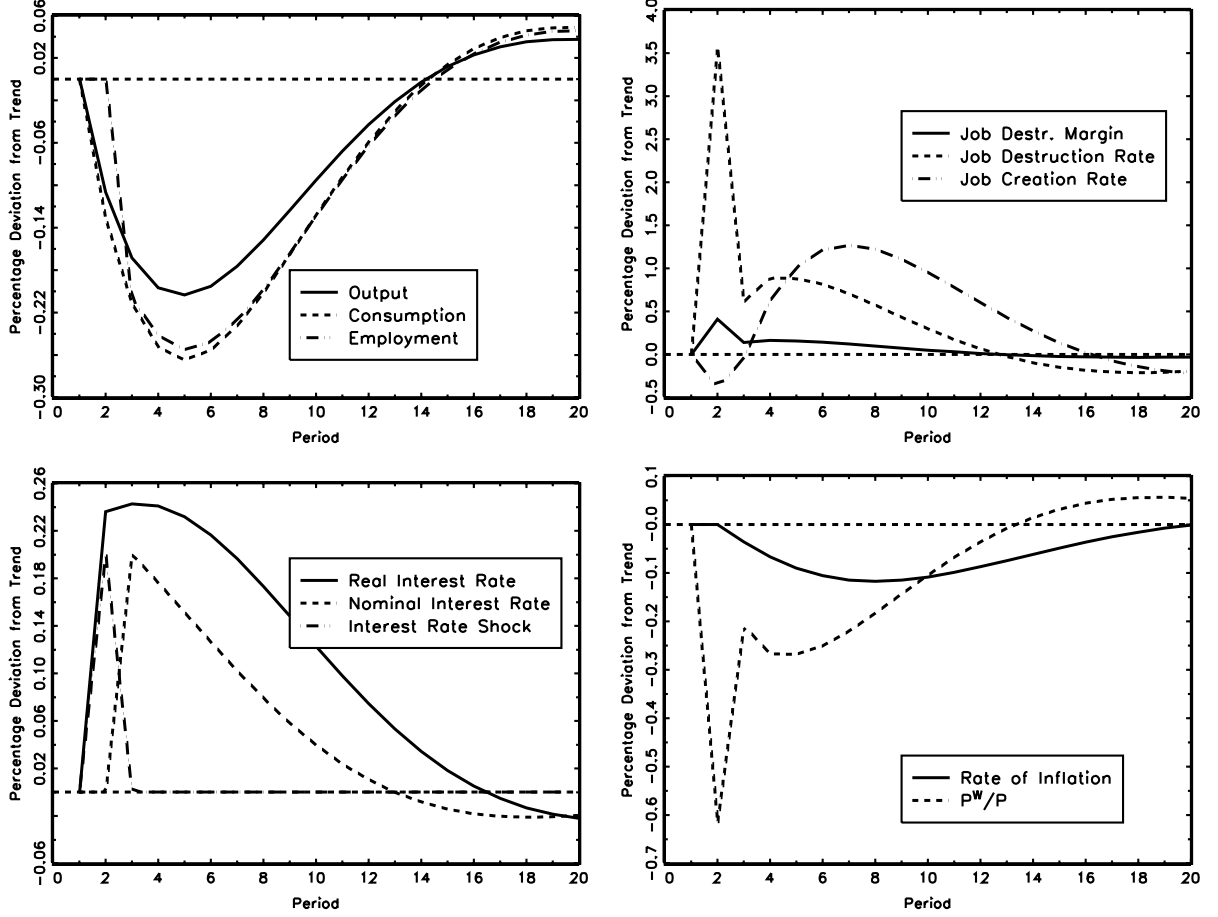 Percentage Deviation from Trend
0.06
0.02
−0.06
−0.14
−0.22
−0.30
Output
Consumption
Employment
0 2 4 6 8 10 12 14 16 18 20
Period
Percentage Deviation from Trend
4.0
3.5
3.0
2.5
2.0
1.5
1.0
0.5
0.0
−0.5
Job Destr. Margin
Job Destruction Rate
Job Creation Rate
0 2 4 6 8 10 12 14 16 18 20
Period
Percentage Deviation from Trend
0.26
0.22
0.18
0.14
0.10
0.06
0.02
−0.06
Real Interest Rate
Nominal Interest Rate
Interest Rate Shock
0 2 4 6 8 10 12 14 16 18 20
Period
Percentage Deviation from Trend
0.1
−0.0
−0.1
−0.2
−0.3
−0.4
−0.5
−0.6
−0.7
Rate of Inflation
Pᵂ/P
0 2 4 6 8 10 12 14 16 18 20
Period